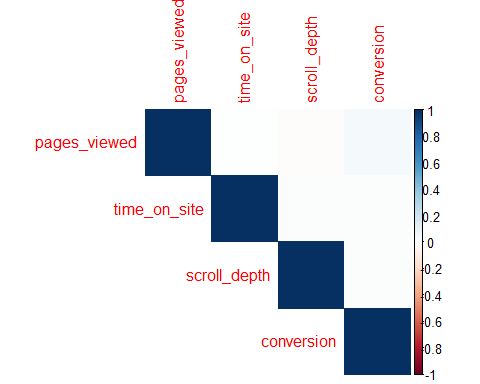 pages_viewed
time_on_site
scroll_depth
conversion
pages_viewed
time_on_site
scroll_depth
conversion
1
0.8
0.6
0.4
0.2
0
-0.2
-0.4
-0.6
-0.8
-1